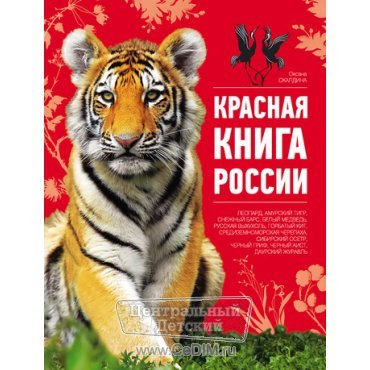 Оксана
СКАЛДИНА
КРАСНАЯ
КНИГА
РОССИИ
ЛЕОПАРД, АМУРСКИЙ ТИГР,
СНЕЖНЫЙ БАРС, БЕЛЫЙ МЕДВЕДЬ,
РУССКАЯ ВЫХУХОЛЬ, ГОРБАТЫЙ КИТ,
СРЕДИЗЕМНОМОРСКАЯ ЧЕРЕПАХА,
СИБИРСКИЙ ОСЕТР,
ЧЕРНЫЙ ГРИФ, ЧЕРНЫЙ АИСТ,
ДАУРСКИЙ ЖУРАВЛЬ
Центральный
Детский
www.CeDIM.ru